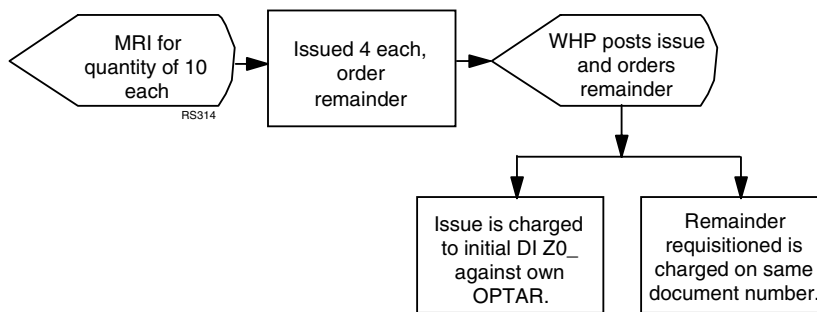 MRI for
quantity of 10
each
RS314
Issued 4 each,
order
remainder
WHP posts issue
and orders
remainder
Issue is charged
to initial DI Z0_
against own
OPTAR.
Remainder
requisitioned is
charged on same
document number.